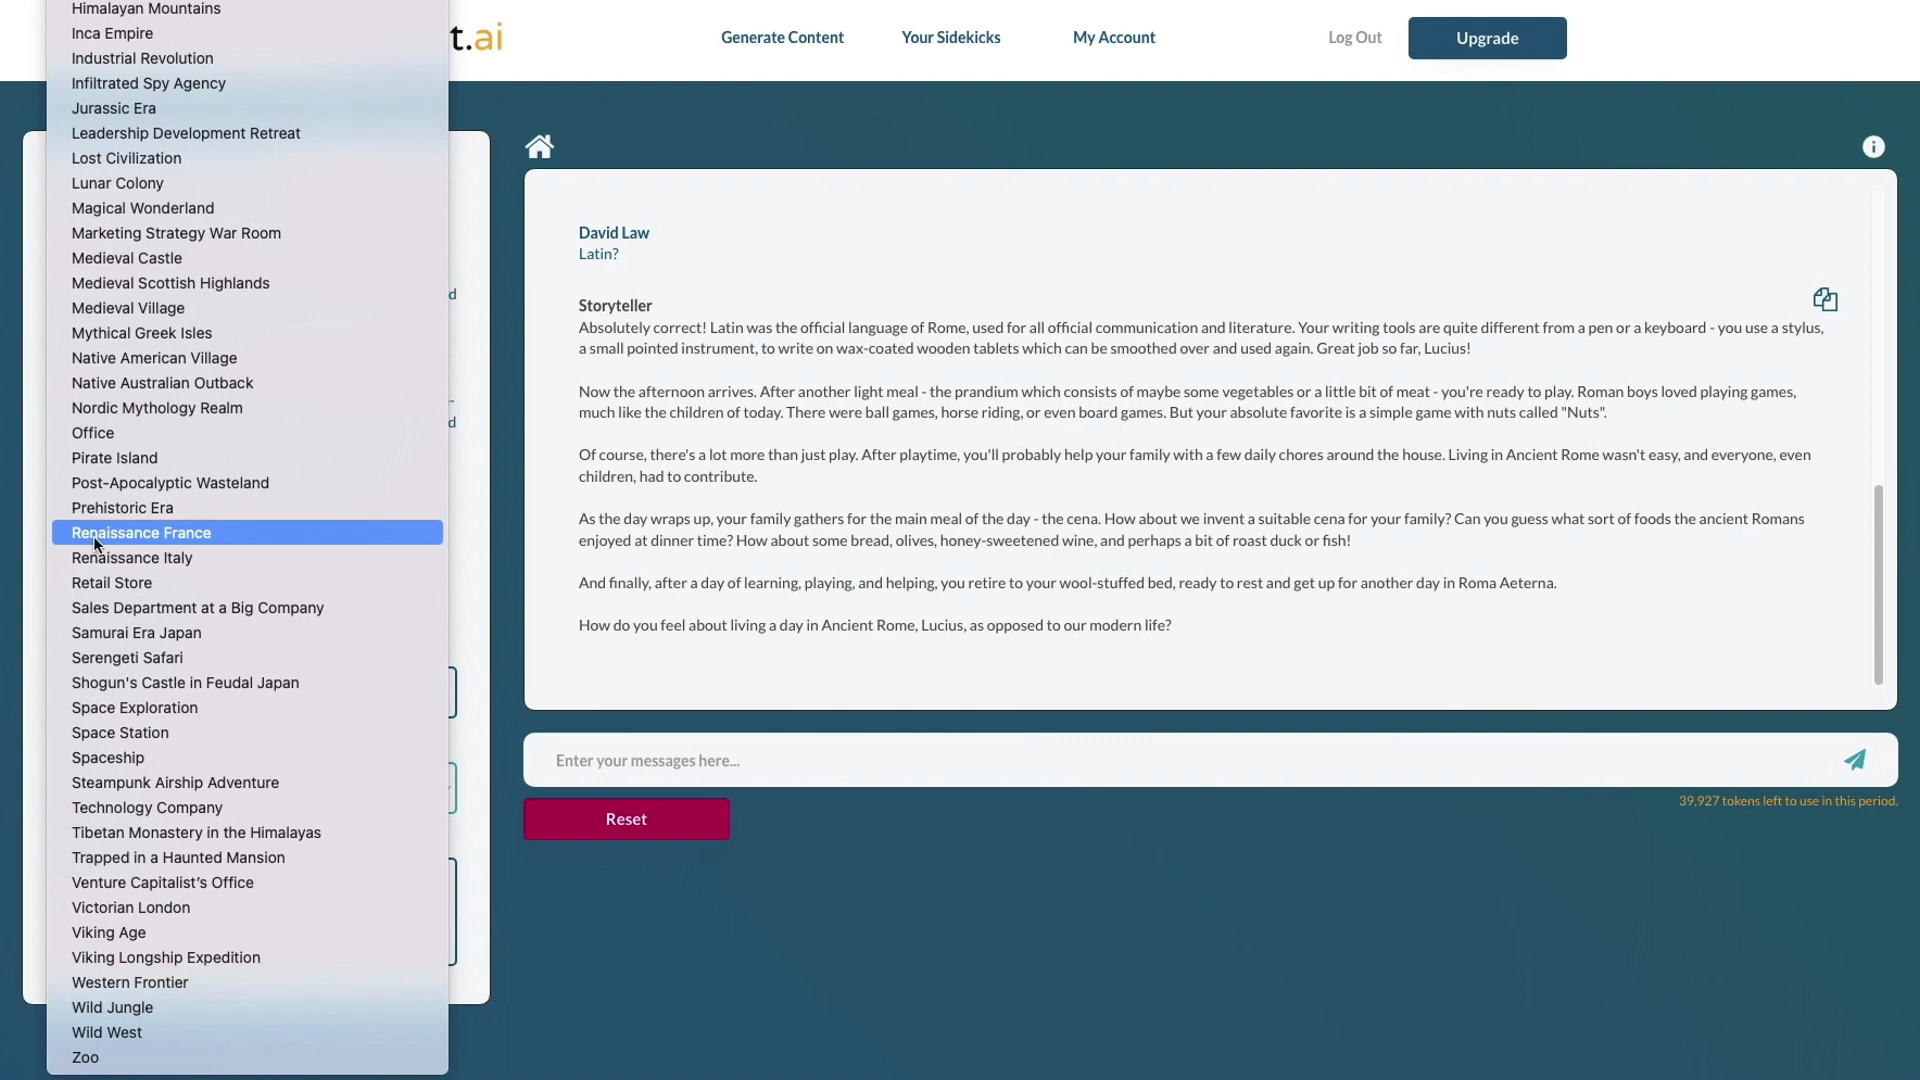 t.ai
Generate Content
Your Sidekicks
My Account
Log Out
Upgrade
Himalayan Mountains
Inca Empire
Industrial Revolution
Infiltrated Spy Agency
Jurassic Era
Leadership Development Retreat
Lost Civilization
Lunar Colony
Magical Wonderland
Marketing Strategy War Room
Medieval Castle
Medieval Scottish Highlands
Medieval Village
Mythical Greek Isles
Native American Village
Native Australian Outback
Nordic Mythology Realm
Office
Pirate Island
Post-Apocalyptic Wasteland
Prehistoric Era
Renaissance France
Renaissance Italy
Retail Store
Sales Department at a Big Company
Samurai Era Japan
Serengeti Safari
Shogun's Castle in Feudal Japan
Space Exploration
Space Station
Spaceship
Steampunk Airship Adventure
Technology Company
Tibetan Monastery in the Himalayas
Trapped in a Haunted Mansion
Venture Capitalist’s Office
Victorian London
Viking Age
Viking Longship Expedition
Western Frontier
Wild Jungle
Wild West
Zoo
d
-
d
David Law
Latin?
Storyteller
Absolutely correct! Latin was the official language of Rome, used for all official communication and literature. Your writing tools are quite different from a pen or a keyboard - you use a stylus,
a small pointed instrument, to write on wax-coated wooden tablets which can be smoothed over and used again. Great job so far, Lucius!
Now the afternoon arrives. After another light meal - the prandium which consists of maybe some vegetables or a little bit of meat - you're ready to play. Roman boys loved playing games,
much like the children of today. There were ball games, horse riding, or even board games. But your absolute favorite is a simple game with nuts called "Nuts".
Of course, there's a lot more than just play. After playtime, you'll probably help your family with a few daily chores around the house. Living in Ancient Rome wasn't easy, and everyone, even
children, had to contribute.
As the day wraps up, your family gathers for the main meal of the day - the cena. How about we invent a suitable cena for your family? Can you guess what sort of foods the ancient Romans
enjoyed at dinner time? How about some bread, olives, honey-sweetened wine, and perhaps a bit of roast duck or fish!
And finally, after a day of learning, playing, and helping, you retire to your wool-stuffed bed, ready to rest and get up for another day in Roma Aeterna.
How do you feel about living a day in Ancient Rome, Lucius, as opposed to our modern life?
Enter your messages here...
39,927 tokens left to use in this period.
Reset